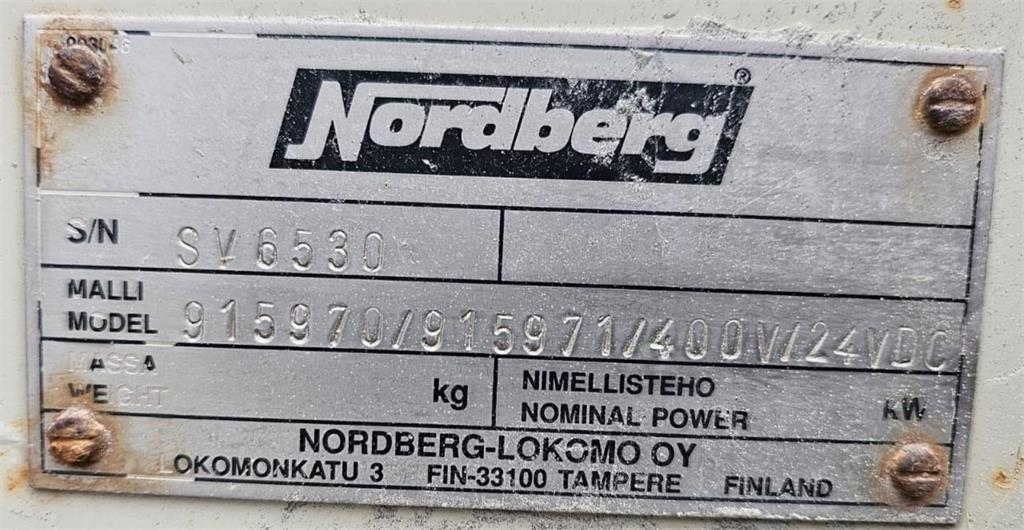 Nordberg®
S/N SV6530
MALLI
MODEL 915970/915971/400V/24VDC
MASSA
WEIGHT kg
NIMELLISTEHO
NOMINAL POWER kW
NORDBERG-LOKOMO OY
LOKOMONKATU 3 FIN-33100 TAMPERE FINLAND